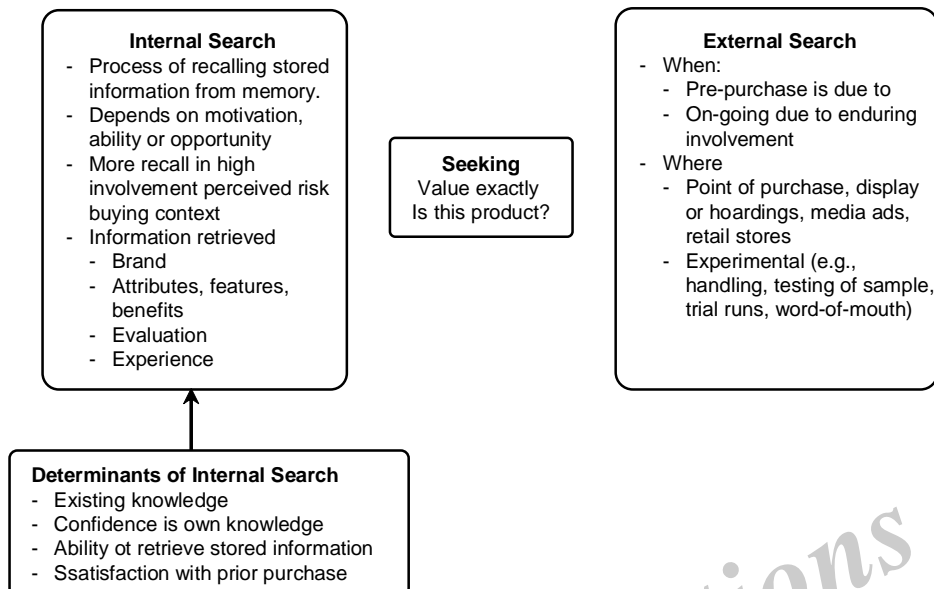 Internal Search
- Process of recalling stored
information from memory.
- Depends on motivation,
ability or opportunity
- More recall in high
involvement perceived risk
buying context
- Information retrieved
- Brand
- Attributes, features,
benefits
- Evaluation
- Experience
Seeking
Value exactly
Is this product?
External Search
- When:
- Pre-purchase is due to
- On-going due to enduring
involvement
- Where
- Point of purchase, display
or hoardings, media ads,
retail stores
- Experimental (e.g.,
handling, testing of sample,
trial runs, word-of-mouth)
Determinants of Internal Search
- Existing knowledge
- Confidence is own knowledge
- Ability ot retrieve stored information
- Ssatisfaction with prior purchase